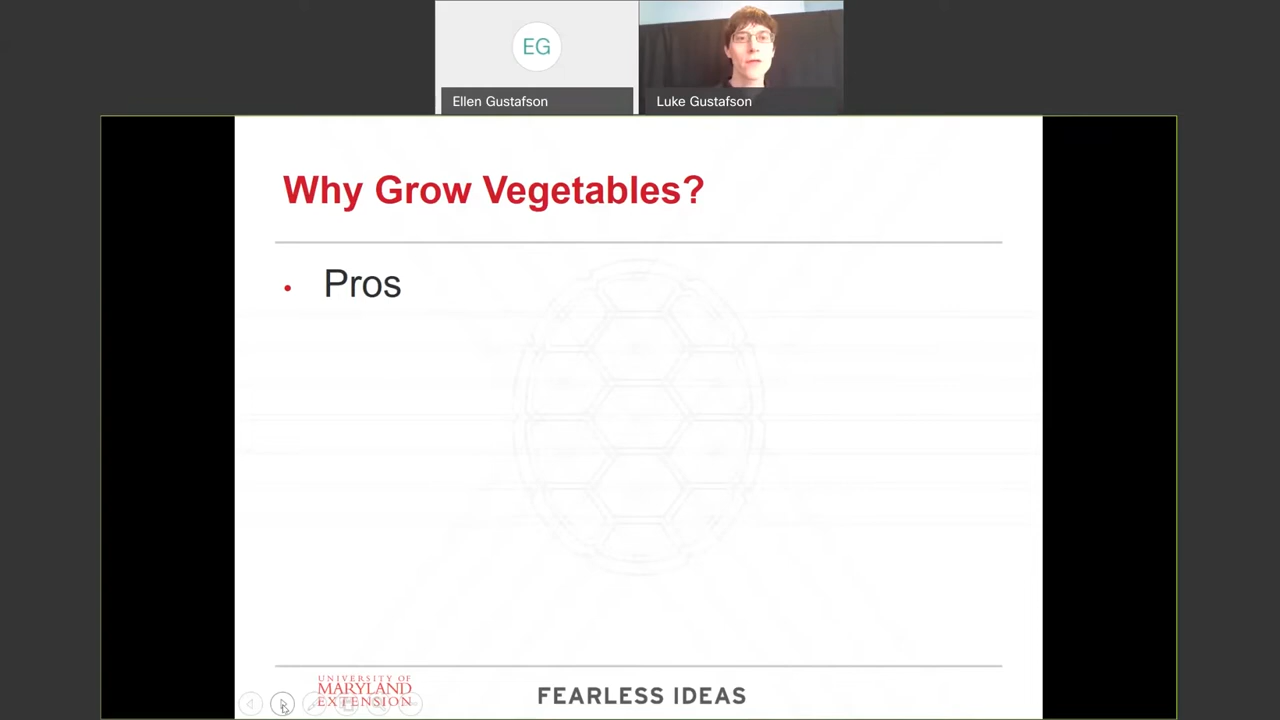 EG
Ellen Gustafson
Luke Gustafson
Why Grow Vegetables?
• Pros
UNIVERSITY OF
MARYLAND
EXTENSION
FEARLESS IDEAS